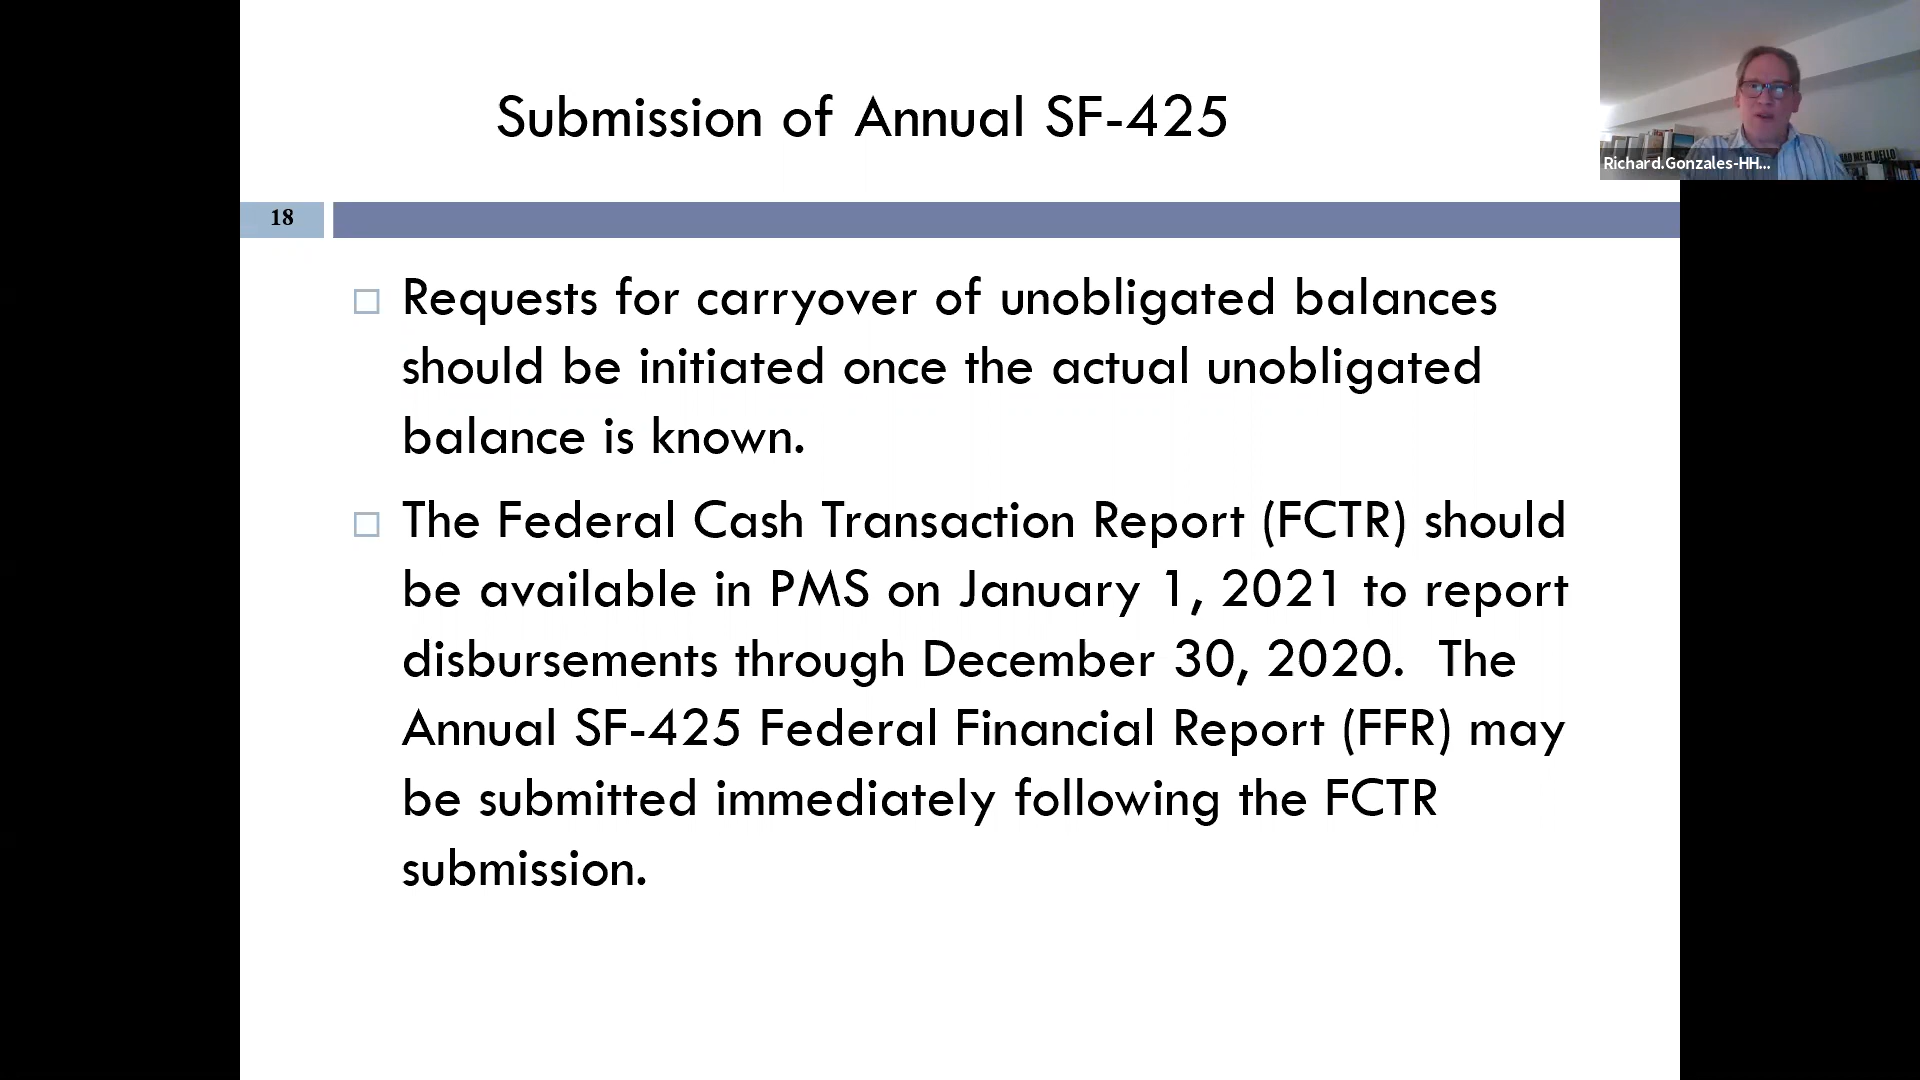 Submission of Annual SF-425
Richard.Gonzales-HH...
18
Requests for carryover of unobligated balances
should be initiated once the actual unobligated
balance is known.
The Federal Cash Transaction Report (FCTR) should
be available in PMS on January 1, 2021 to report
disbursements through December 30, 2020. The
Annual SF-425 Federal Financial Report (FFR) may
be submitted immediately following the FCTR
submission.
ME AT HELLO